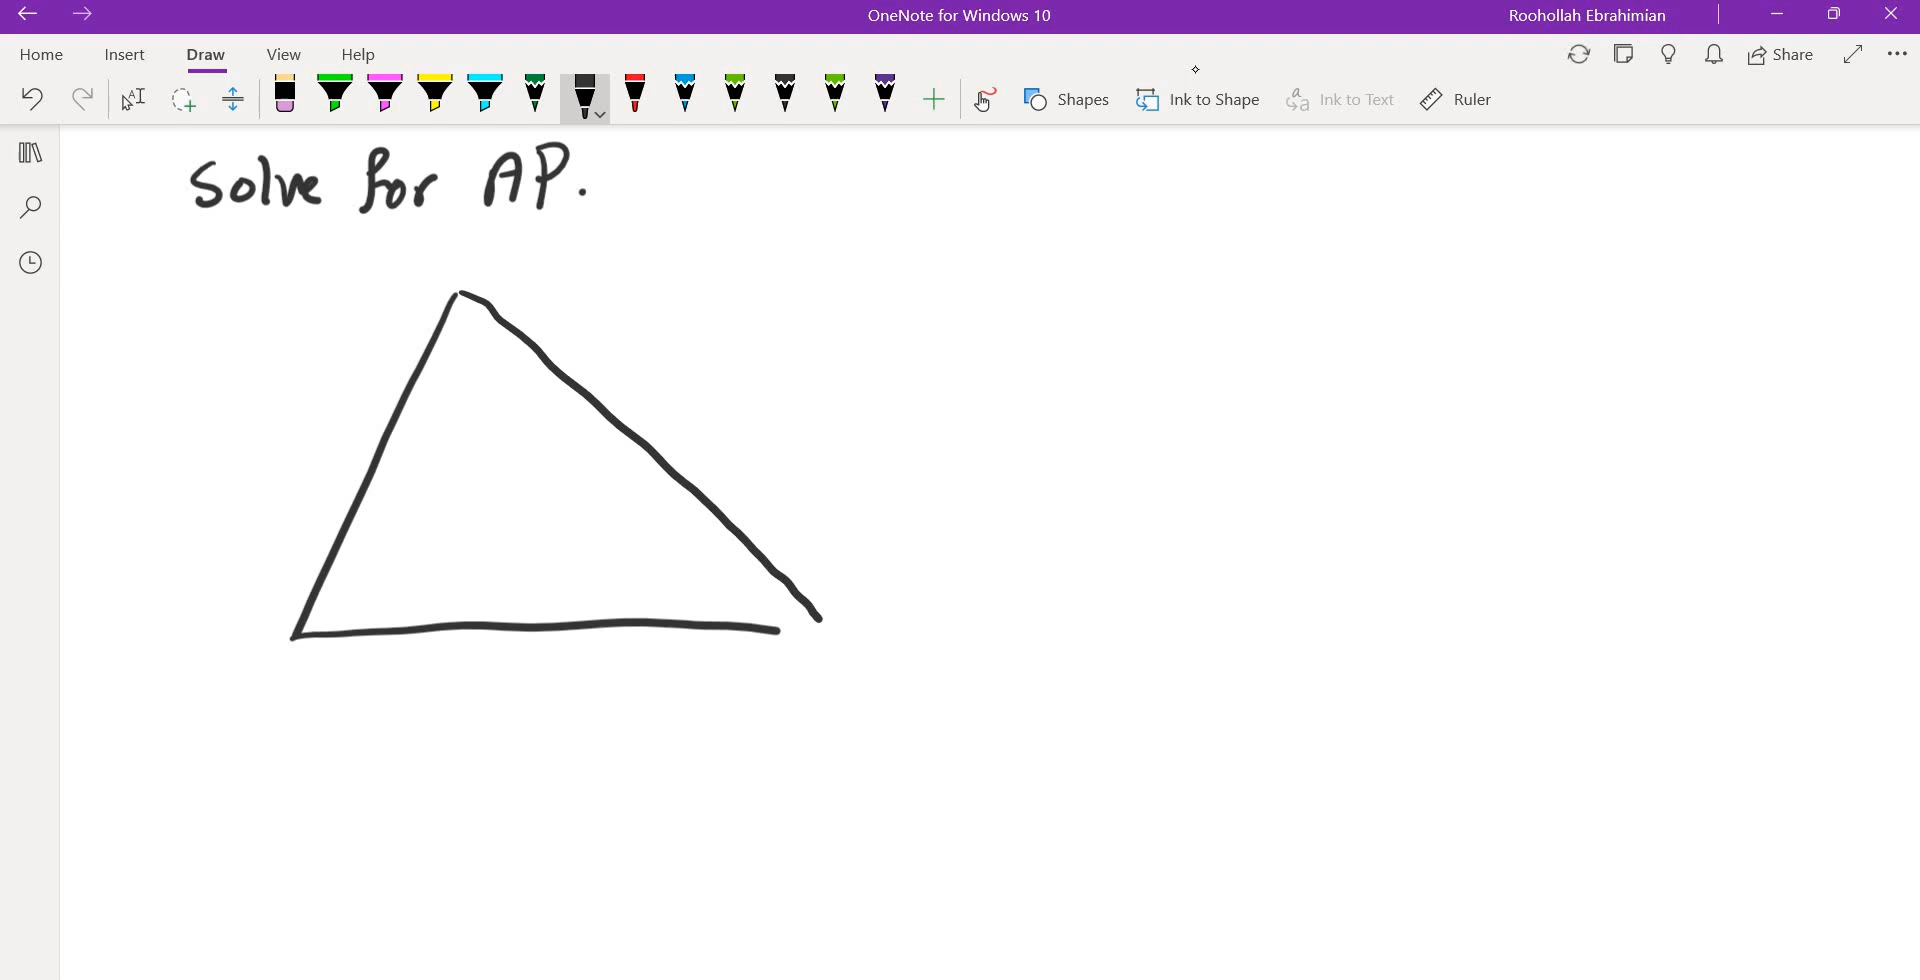 OneNote for Windows 10
Roohollah Ebrahimian
Home Insert Draw View Help
Share
Shapes Ink to Shape Ink to Text Ruler
Solve for AP.